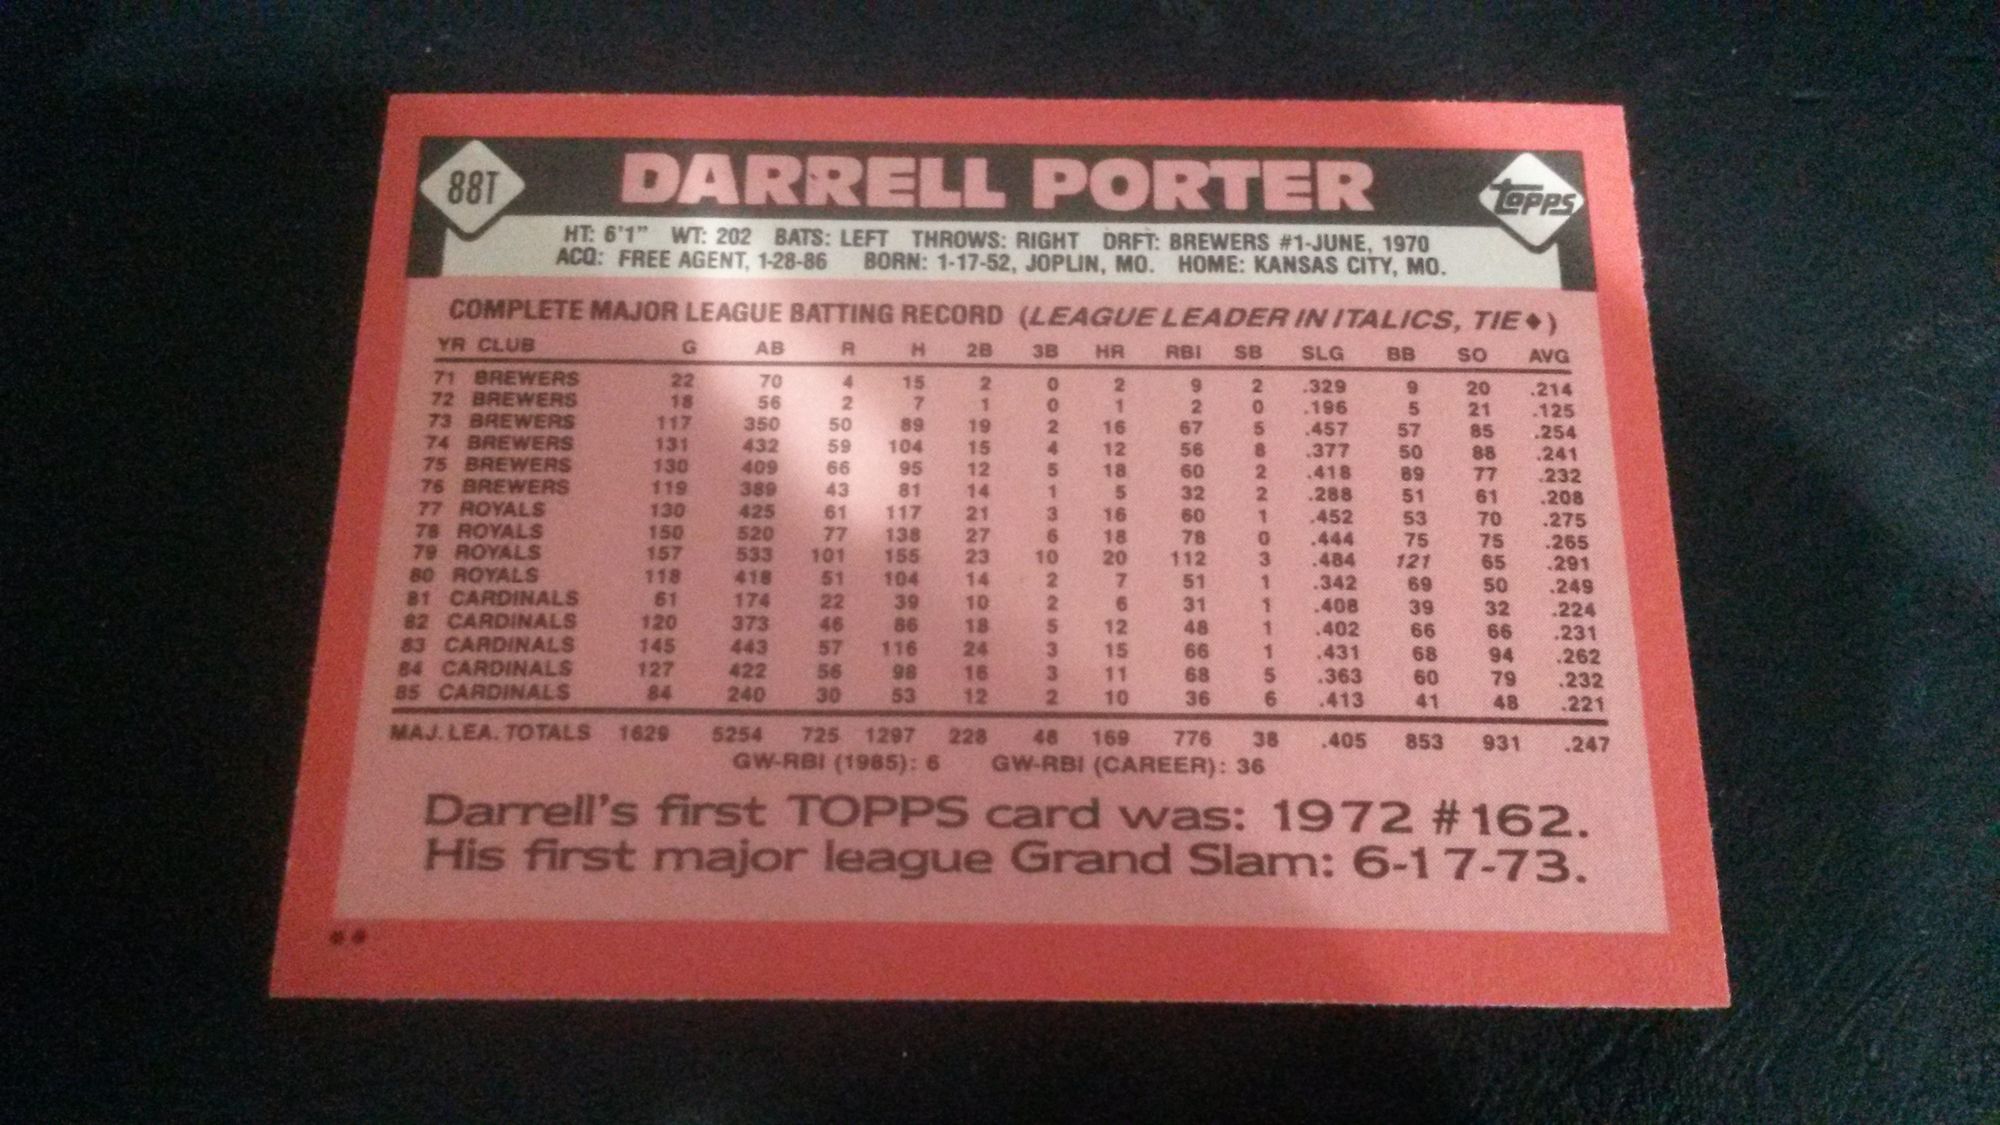 88T
DARRELL PORTER
TOPPS
HT: 6'1" WT: 202 BATS: LEFT THROWS: RIGHT DRFT: BREWERS #1-JUNE, 1970
ACQ: FREE AGENT, 1-28-86 BORN: 1-17-52, JOPLIN, MO. HOME: KANSAS CITY, MO.
COMPLETE MAJOR LEAGUE BATTING RECORD (LEAGUE LEADER IN ITALICS, TIE♦)
YR CLUB G AB R H 2B 3B HR RBI SB SLG BB SO AVG
71 BREWERS 22 70 4 15 2 0 2 9 2 .329 9 20 .214
72 BREWERS 18 56 2 7 1 0 1 2 0 .196 5 21 .125
73 BREWERS 117 350 50 89 19 2 16 67 5 .457 57 85 .254
74 BREWERS 131 432 59 104 15 4 12 56 8 .377 50 88 .241
75 BREWERS 130 409 66 95 12 5 18 60 2 .418 89 77 .232
76 BREWERS 119 389 43 81 14 1 5 32 2 .288 51 61 .208
77 ROYALS 130 425 61 117 21 3 16 60 1 .452 53 70 .275
78 ROYALS 150 520 77 138 27 6 18 78 0 .444 75 75 .265
79 ROYALS 157 533 101 155 23 10 20 112 3 .484 121 65 .291
80 ROYALS 118 418 51 104 14 2 7 51 1 .342 69 50 .249
81 CARDINALS 61 174 22 39 10 2 6 31 1 .408 39 32 .224
82 CARDINALS 120 373 46 86 18 5 12 48 1 .402 66 66 .231
83 CARDINALS 145 443 57 116 24 3 15 66 1 .431 68 94 .262
84 CARDINALS 127 422 56 98 16 3 11 68 5 .363 60 79 .232
85 CARDINALS 84 240 30 53 12 2 10 36 6 .413 41 48 .221
MAJ. LEA. TOTALS 1629 5254 725 1297 228 48 169 776 38 .405 853 931 .247
GW-RBI (1985): 6 GW-RBI (CAREER): 36
Darrell's first TOPPS card was: 1972 #162.
His first major league Grand Slam: 6-17-73.
**